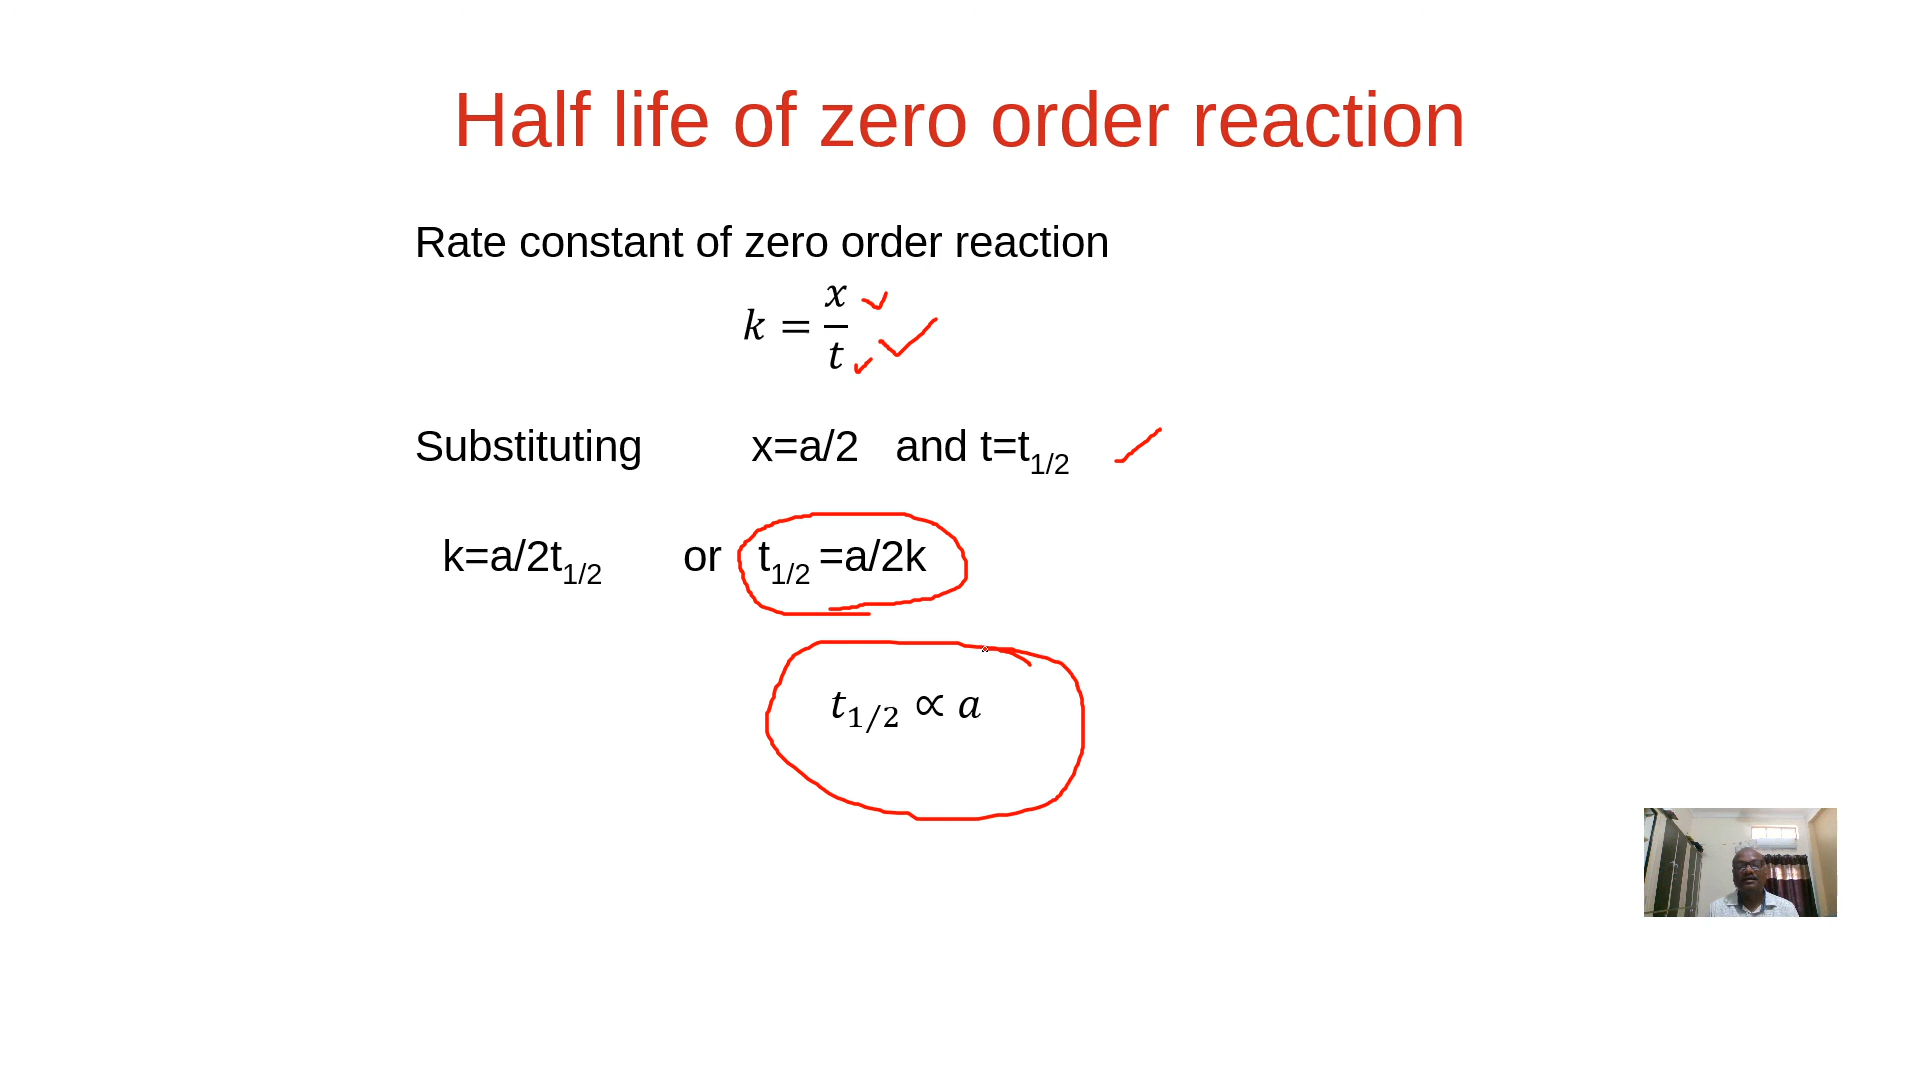 Half life of zero order reaction
Rate constant of zero order reaction
k = x/t
Substituting x=a/2 and t=t1/2
k=a/2t1/2 or t1/2 =a/2k
t1/2 ∝ a